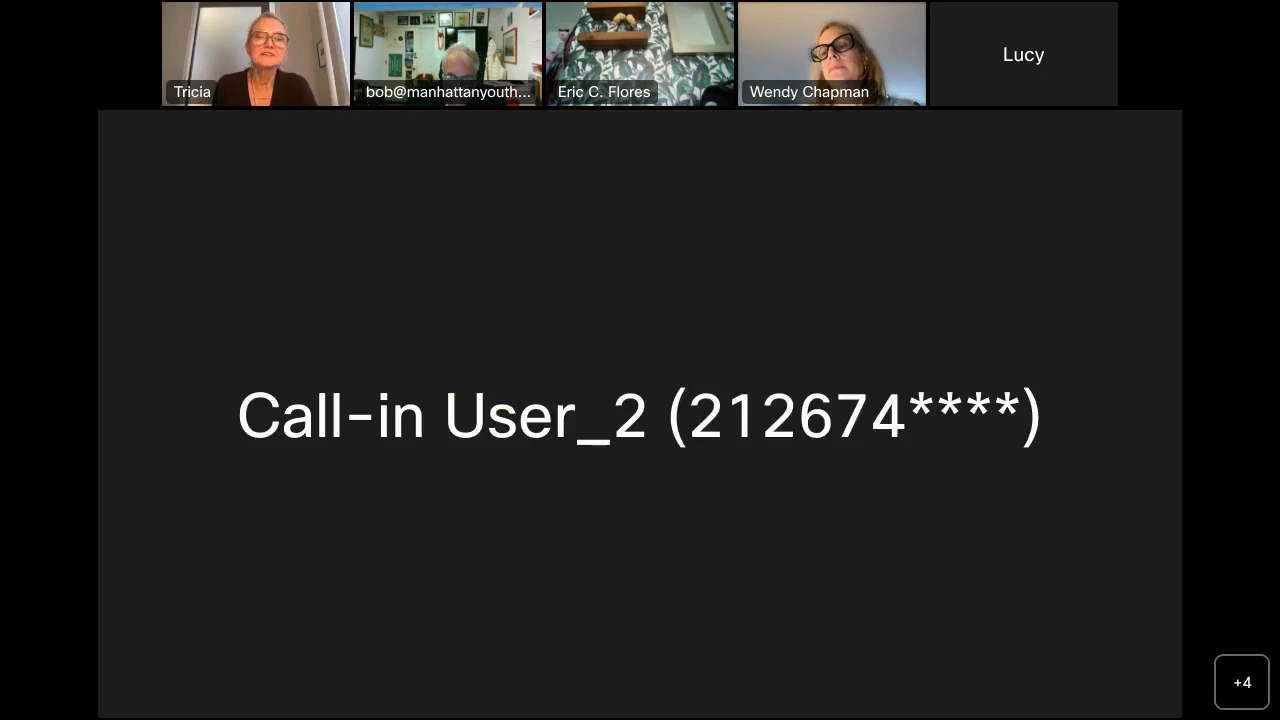 Tricia
bob@manhattanyouth...
Eric C. Flores
Wendy Chapman
Lucy
Call-in User_2 (212674****)
+4